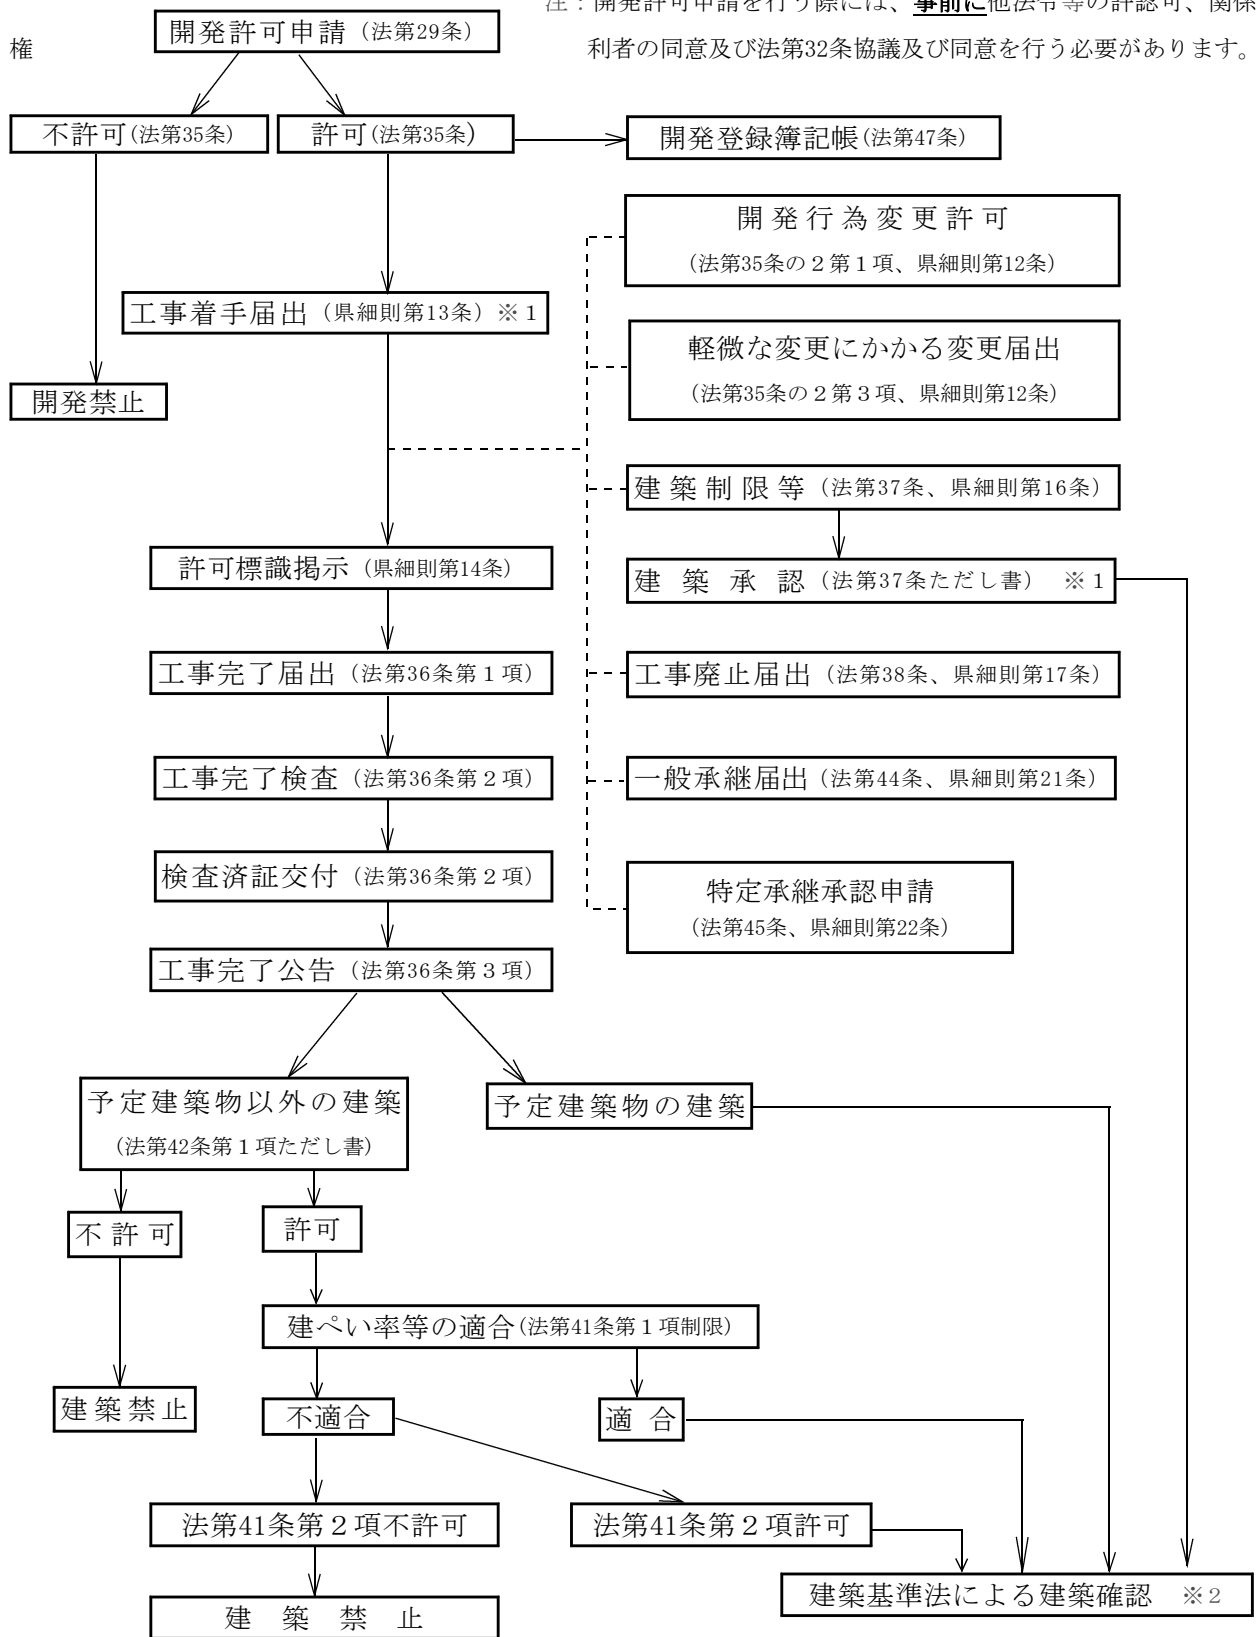 注：開発許可申請を行う際には、事前に他法令等の許認可、関係
権
利者の同意及び法第32条協議及び同意を行う必要があります。
開発許可申請（法第29条）
不許可(法第35条)
許可(法第35条)
開発登録簿記帳(法第47条)
開発行為変更許可
（法第35条の２第１項、県細則第12条）
工事着手届出（県細則第13条）※１
軽微な変更にかかる変更届出
（法第35条の２第３項、県細則第12条）
開発禁止
建築制限等（法第37条、県細則第16条）
許可標識掲示（県細則第14条）
建築承認（法第37条ただし書）　※１
工事完了届出（法第36条第１項）
工事廃止届出（法第38条、県細則第17条）
工事完了検査（法第36条第２項）
一般承継届出（法第44条、県細則第21条）
検査済証交付（法第36条第２項）
特定承継承認申請
（法第45条、県細則第22条）
工事完了公告（法第36条第３項）
予定建築物以外の建築
（法第42条第１項ただし書）
予定建築物の建築
不許可
許可
建ぺい率等の適合(法第41条第１項制限)
建築禁止
不適合
適合
法第41条第２項不許可
法第41条第２項許可
建築基準法による建築確認　※２
建築禁止